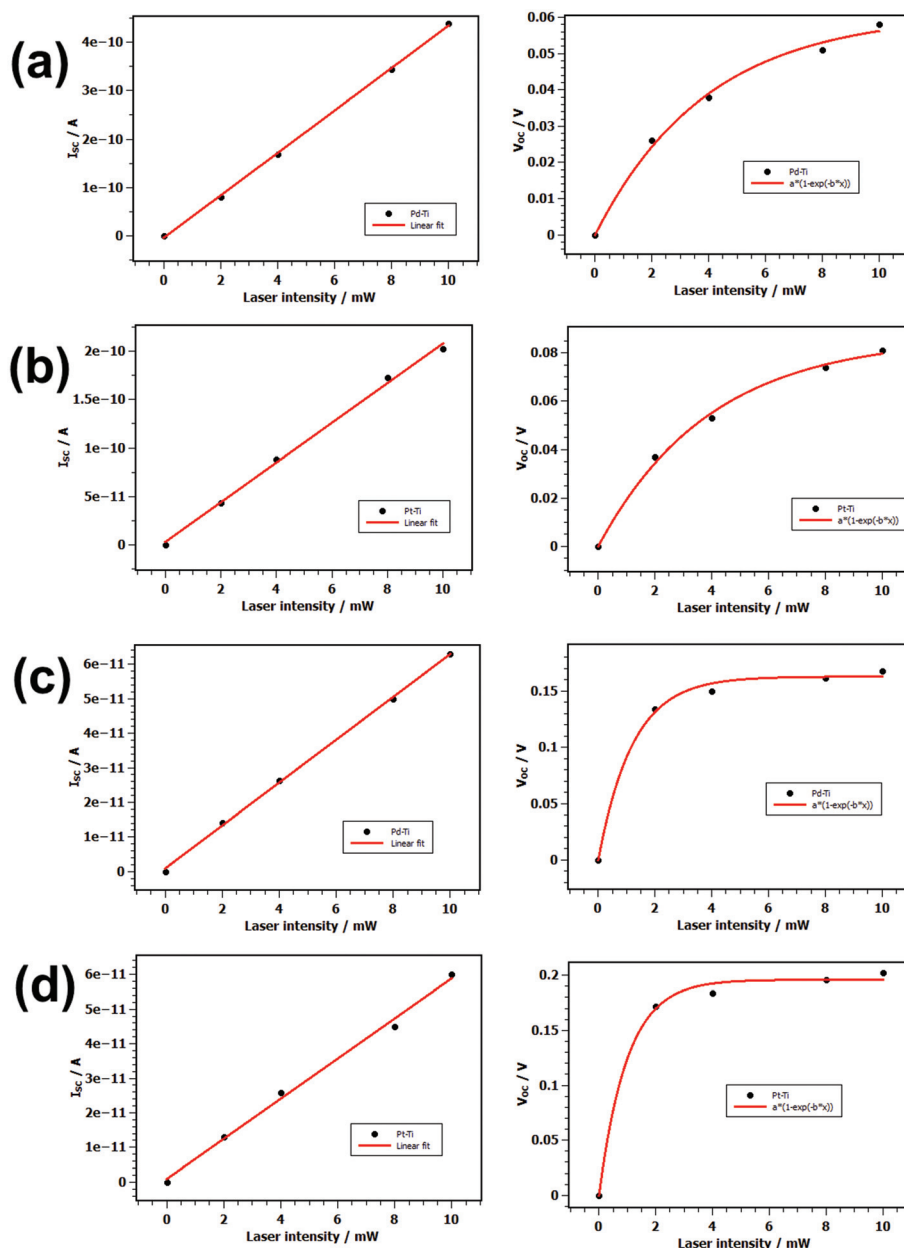 (a)
I_SC / A
4e−10
3e−10
2e−10
1e−10
0
Pd-Ti
Linear fit
0 2 4 6 8 10
Laser intensity / mW
V_OC / V
0.06
0.05
0.04
0.03
0.02
0.01
0
Pd-Ti
a*(1-exp(-b*x))
0 2 4 6 8 10
Laser intensity / mW
(b)
I_SC / A
2e−10
1.5e−10
1e−10
5e−11
0
Pt-Ti
Linear fit
0 2 4 6 8 10
Laser intensity / mW
V_OC / V
0.08
0.06
0.04
0.02
0
Pt-Ti
a*(1-exp(-b*x))
0 2 4 6 8 10
Laser intensity / mW
(c)
I_SC / A
6e−11
5e−11
4e−11
3e−11
2e−11
1e−11
0
Pd-Ti
Linear fit
0 2 4 6 8 10
Laser intensity / mW
V_OC / V
0.15
0.1
0.05
0
Pd-Ti
a*(1-exp(-b*x))
0 2 4 6 8 10
Laser intensity / mW
(d)
I_SC / A
6e−11
5e−11
4e−11
3e−11
2e−11
1e−11
0
Pt-Ti
Linear fit
0 2 4 6 8 10
Laser intensity / mW
V_OC / V
0.2
0.15
0.1
0.05
0
Pt-Ti
a*(1-exp(-b*x))
0 2 4 6 8 10
Laser intensity / mW